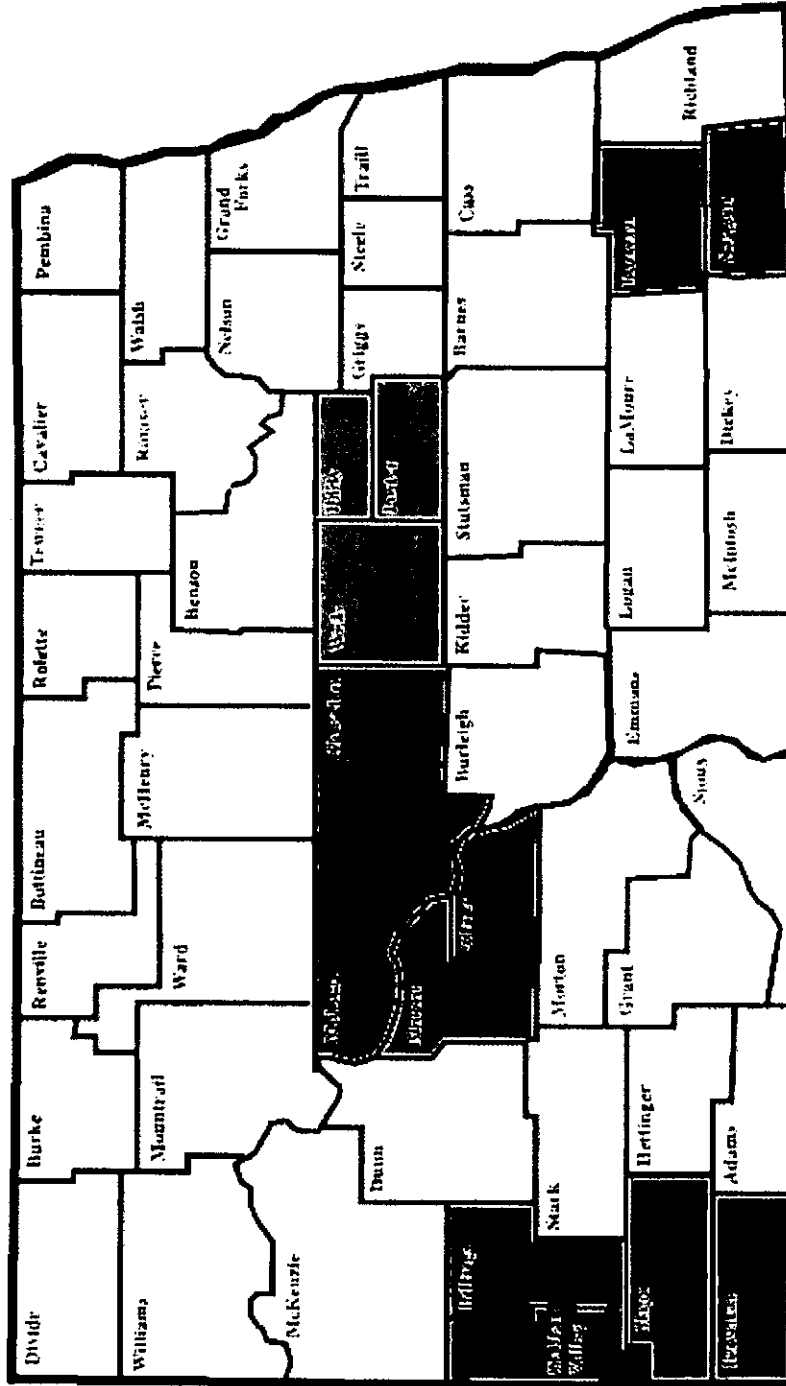 Divide
Burke
Renville
Bottineau
Rolette
Towner
Cavalier
Pembina
Williams
Mountrail
Ward
McHenry
Pierce
Benson
Ramsey
Walsh
McKenzie
Nelson
Grand
Forks
Dunn
McLean
Mercer
Oliver
Sheridan
Wells
Eddy
Foster
Griggs
Steele
Traill
Billings
Golden
Valley
Stark
Morton
Burleigh
Kidder
Stutsman
Barnes
Cass
Slope
Hettinger
Grant
Emmons
Logan
LaMoure
Ransom
Richland
Bowman
Adams
Sioux
McIntosh
Dickey
Sargent